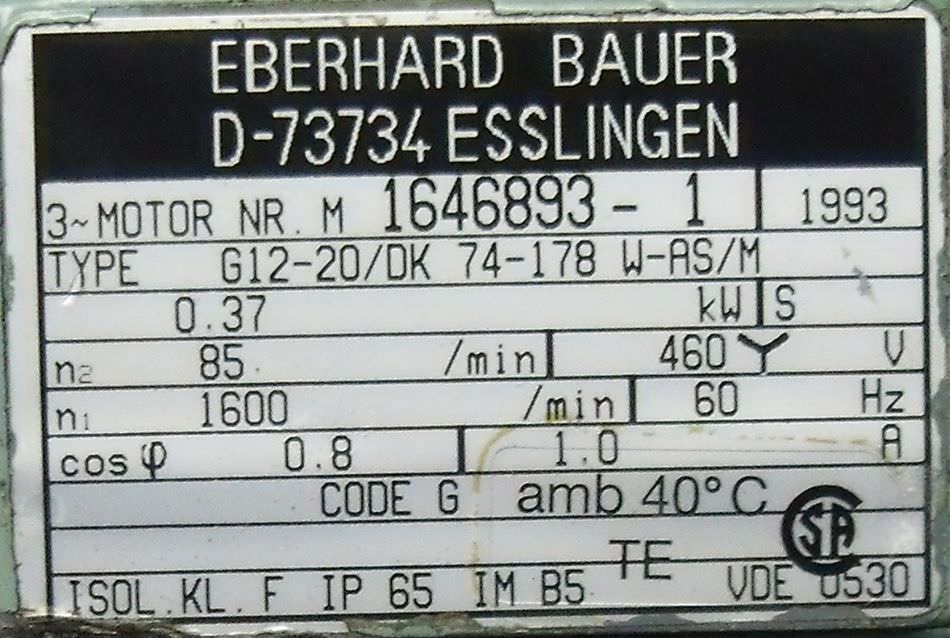 EBERHARD BAUER
D-73734 ESSLINGEN
3~MOTOR NR. M 1646893- 1 1993
TYPE G12-20/DK 74-178 W-AS/M
0.37 kW S
n₂ 85 /min 460 Y V
n₁ 1600 /min 60 Hz
cos φ 0.8 1.0 A
CODE G amb 40°C SA
TE
ISOL.KL. F IP 65 IM B5 VDE 0530